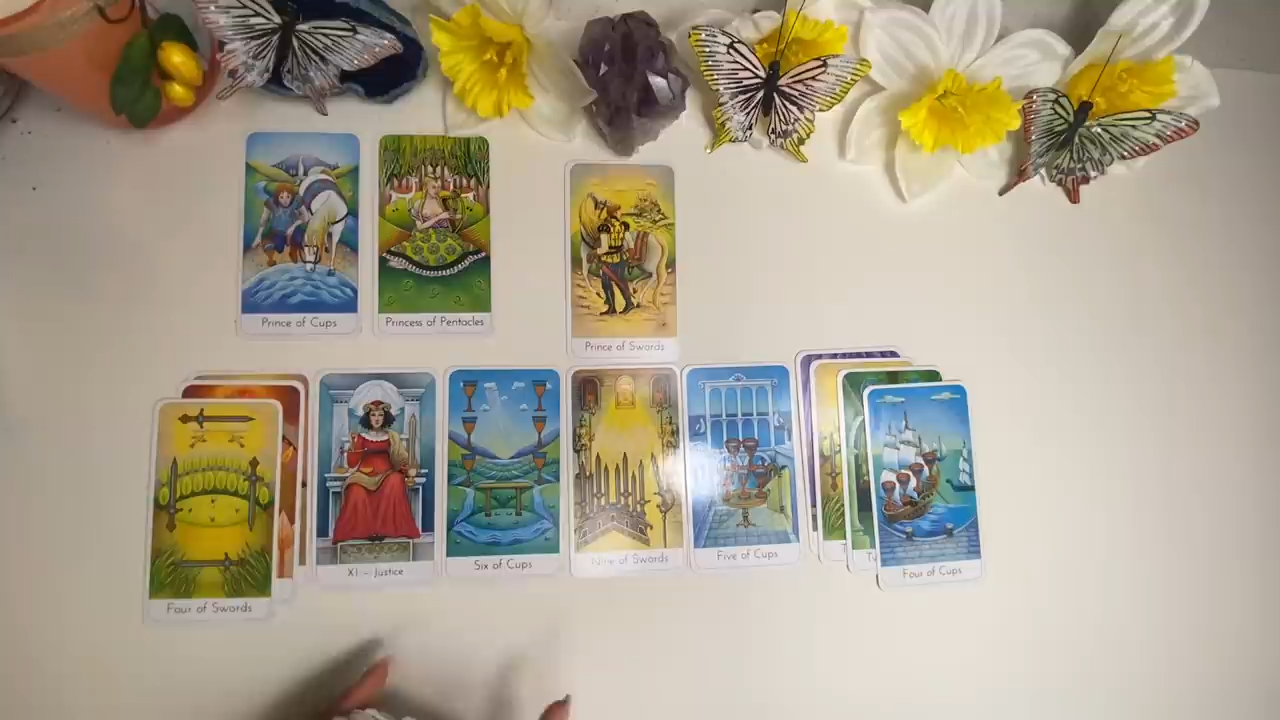 Prince of Cups
Princess of Pentacles
Prince of Swords
Four of Swords
XI - Justice
Six of Cups
Nine of Swords
Five of Cups
Four of Cups